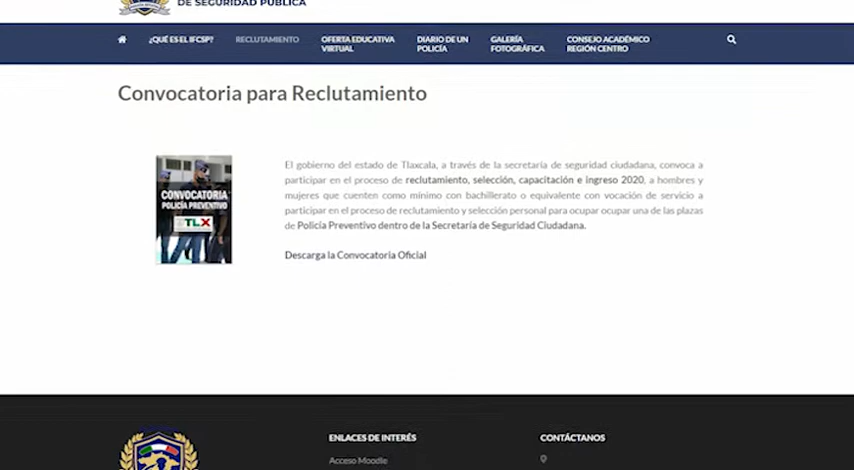 DE SEGURIDAD PÚBLICA
¿QUÉ ES EL IFCSP?
RECLUTAMIENTO
OFERTA EDUCATIVA
VIRTUAL
DIARIO DE UN
POLICÍA
GALERÍA
FOTOGRÁFICA
CONSEJO ACADÉMICO
REGIÓN CENTRO
Convocatoria para Reclutamiento
CONVOCATORIA
POLICÍA PREVENTIVO
TLX
El gobierno del estado de Tlaxcala, a través de la secretaría de seguridad ciudadana, convoca a
participar en el proceso de reclutamiento, selección, capacitación e ingreso 2020, a hombres y
mujeres que cuenten como mínimo con bachillerato o equivalente con vocación de servicio a
participar en el proceso de reclutamiento y selección personal para ocupar ocupar una de las plazas
de Policía Preventivo dentro de la Secretaría de Seguridad Ciudadana.
Descarga la Convocatoria Oficial
ENLACES DE INTERÉS
Acceso Moodle
CONTÁCTANOS